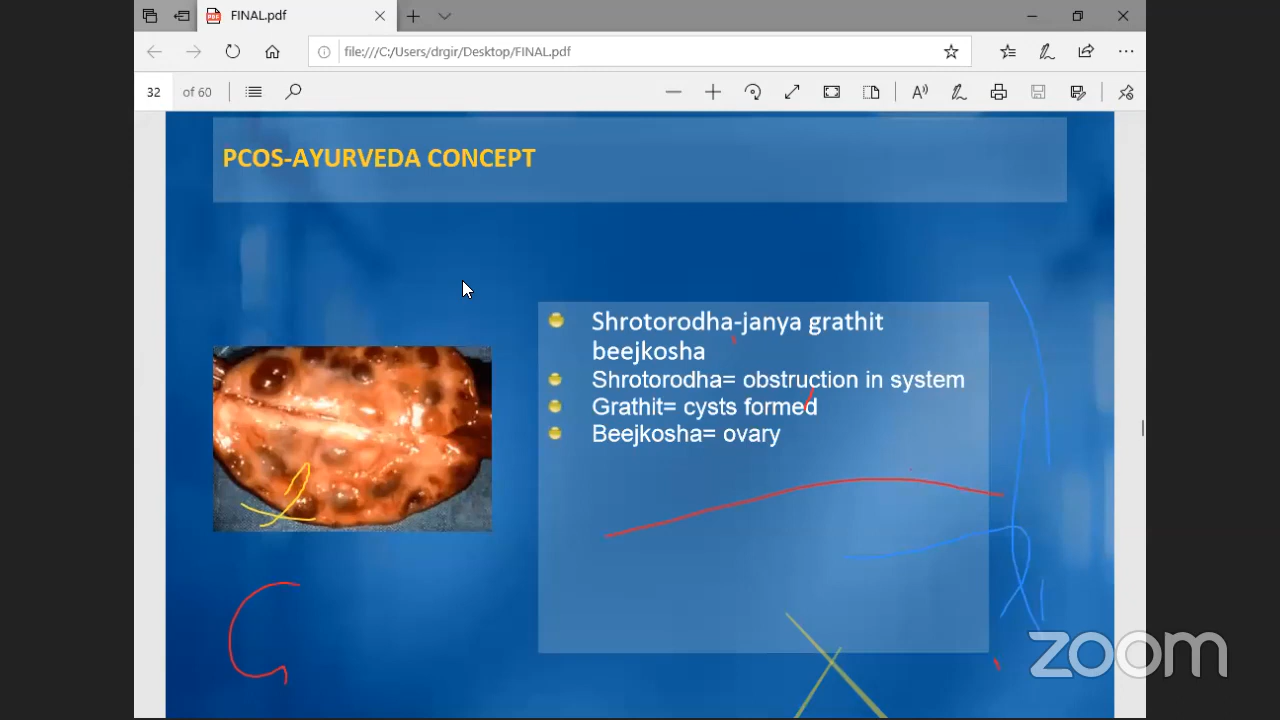 FINAL.pdf
file:///C:/Users/drgir/Desktop/FINAL.pdf
32 of 60
PCOS-AYURVEDA CONCEPT
Shrotorodha-janya grathit
beejkosha
Shrotorodha= obstruction in system
Grathit= cysts formed
Beejkosha= ovary
zoom